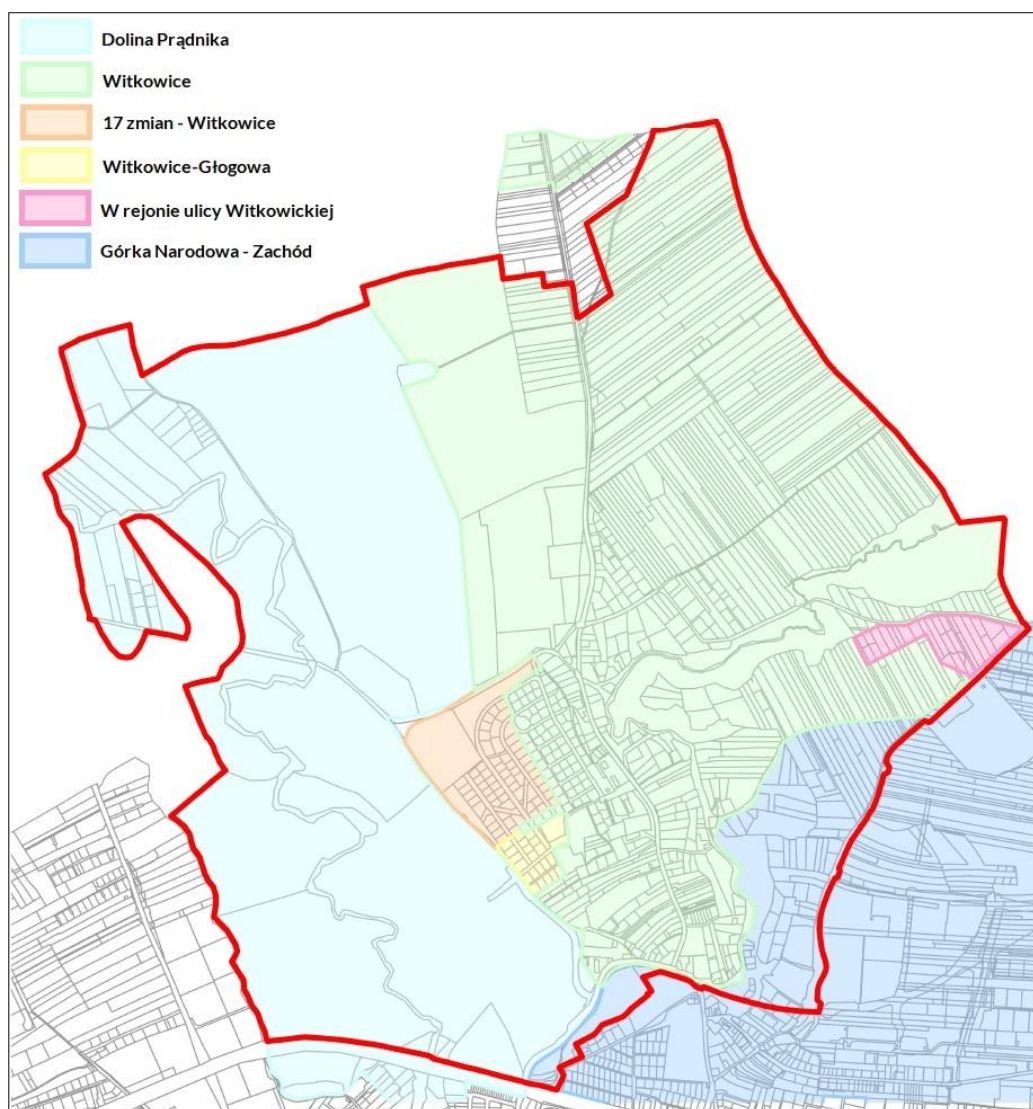 Dolina Prądnika
Witkowice
17 zmian - Witkowice
Witkowice-Głogowa
W rejonie ulicy Witkowickiej
Górka Narodowa - Zachód